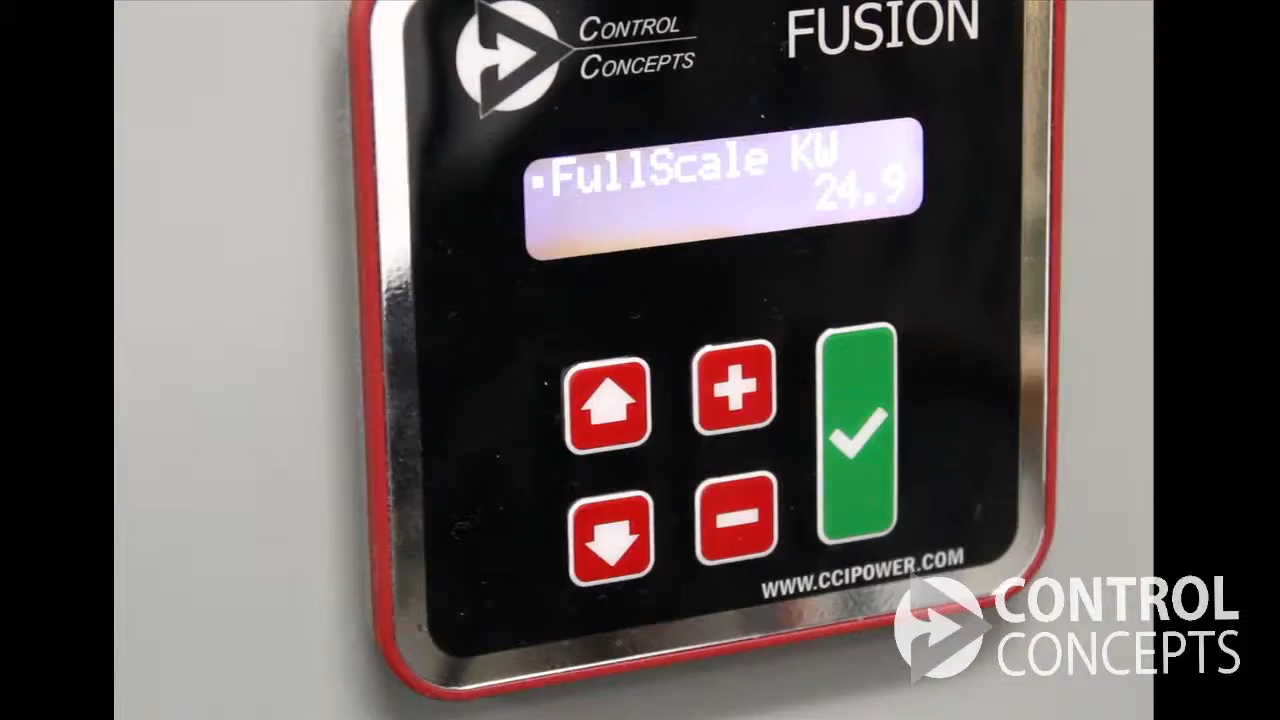 CONTROL
CONCEPTS
FUSION
FullScale KW
24.9
WWW.CCIPOWER.COM
CONTROL
CONCEPTS